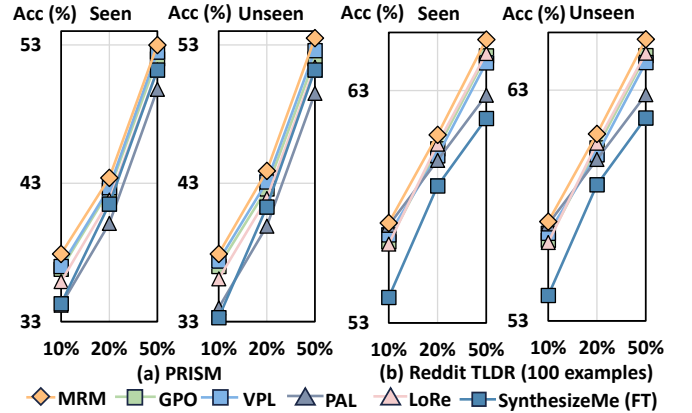 Acc (%) Seen Acc (%) Unseen Acc (%) Seen Acc (%) Unseen
53 53
63 63
43 43
33 33 53 53
10% 20% 50% 10% 20% 50% 10% 20% 50% 10% 20% 50%
(a) PRISM (b) Reddit TLDR (100 examples)
MRM GPO VPL PAL LoRe SynthesizeMe (FT)